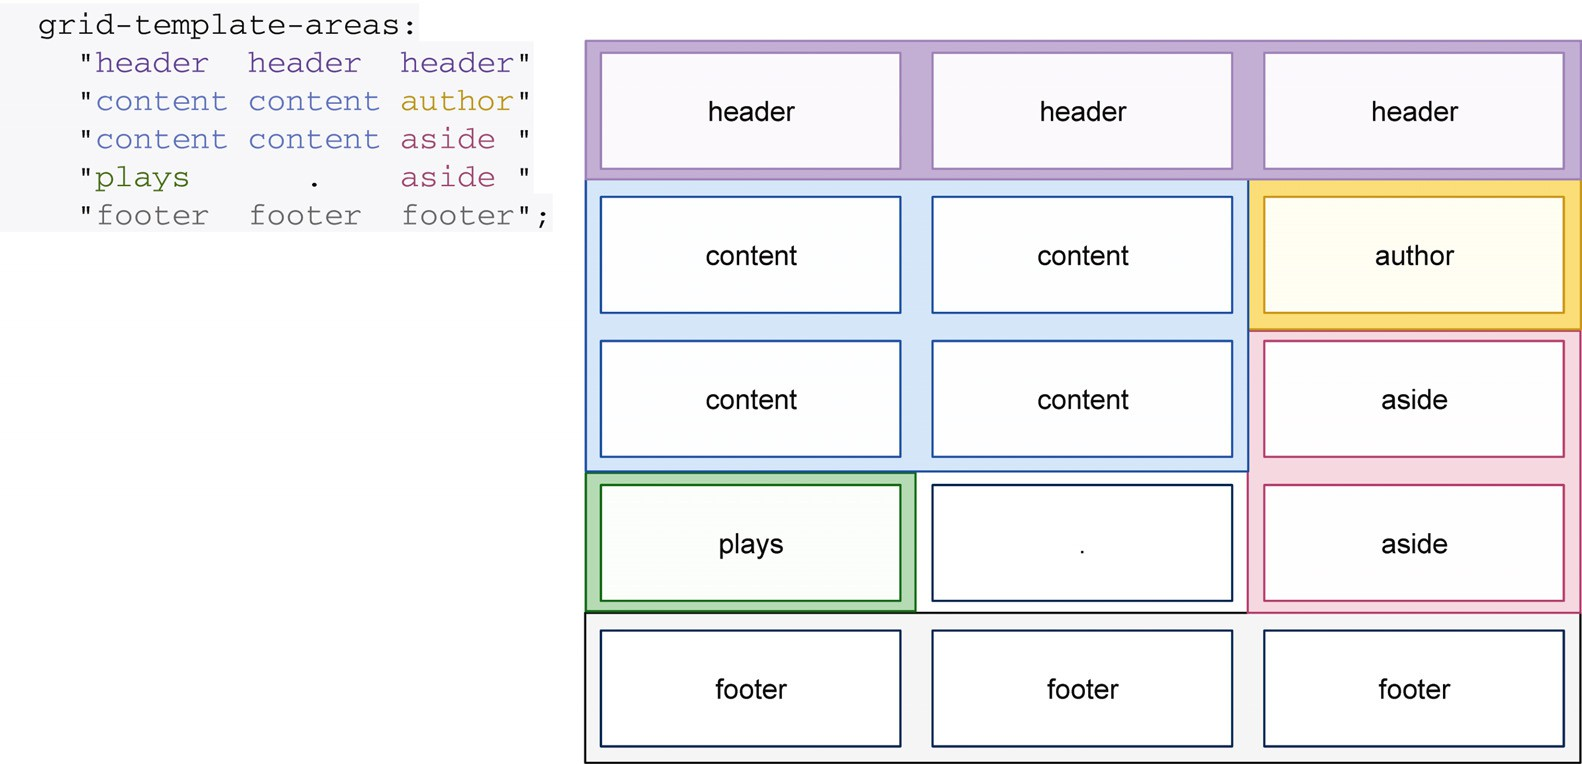 grid-template-areas:
"header  header  header"
"content content author"
"content content aside "
"plays      .    aside "
"footer  footer  footer";
header header header
content content author
content content aside
plays . aside
footer footer footer